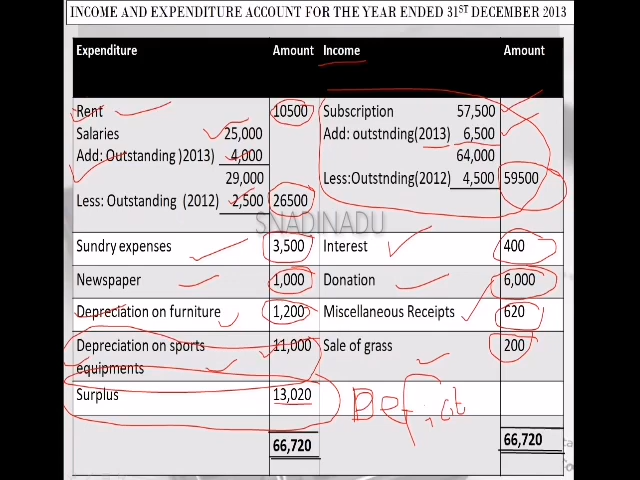 INCOME AND EXPENDITURE ACCOUNT FOR THE YEAR ENDED 31ST DECEMBER 2013
Expenditure Amount Income Amount
Rent 10500 Subscription 57,500
Salaries 25,000 Add: outstnding(2013) 6,500
Add: Outstanding )2013) 4,000 64,000
29,000 Less:Outstnding(2012) 4,500 59500
Less: Outstanding (2012) 2,500 26500
SNADINADU
Sundry expenses 3,500 Interest 400
Newspaper 1,000 Donation 6,000
Depreciation on furniture 1,200 Miscellaneous Receipts 620
Depreciation on sports 11,000 Sale of grass 200
equipments
Surplus 13,020 Deficit
66,720 66,720